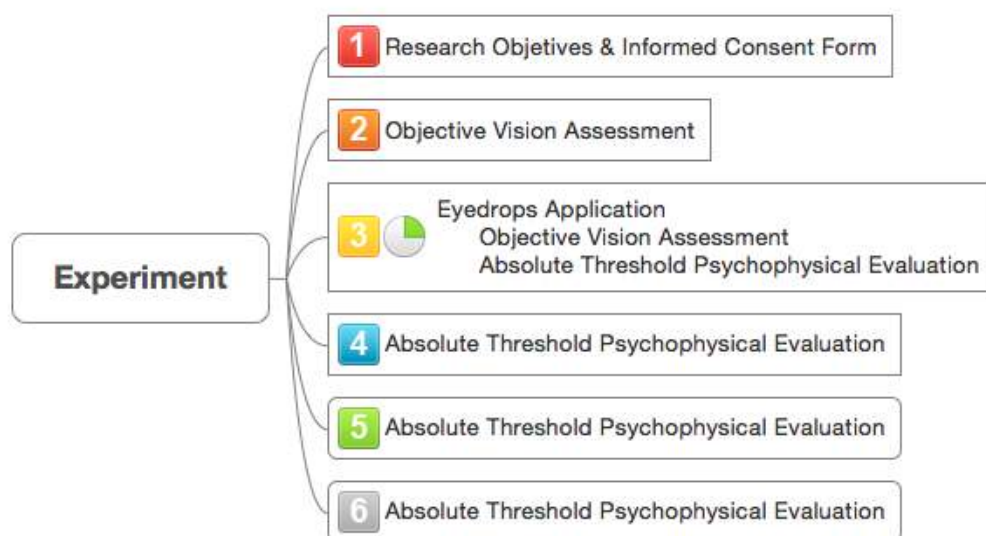 Experiment
1 Research Objetives & Informed Consent Form
2 Objective Vision Assessment
3 Eyedrops Application
Objective Vision Assessment
Absolute Threshold Psychophysical Evaluation
4 Absolute Threshold Psychophysical Evaluation
5 Absolute Threshold Psychophysical Evaluation
6 Absolute Threshold Psychophysical Evaluation